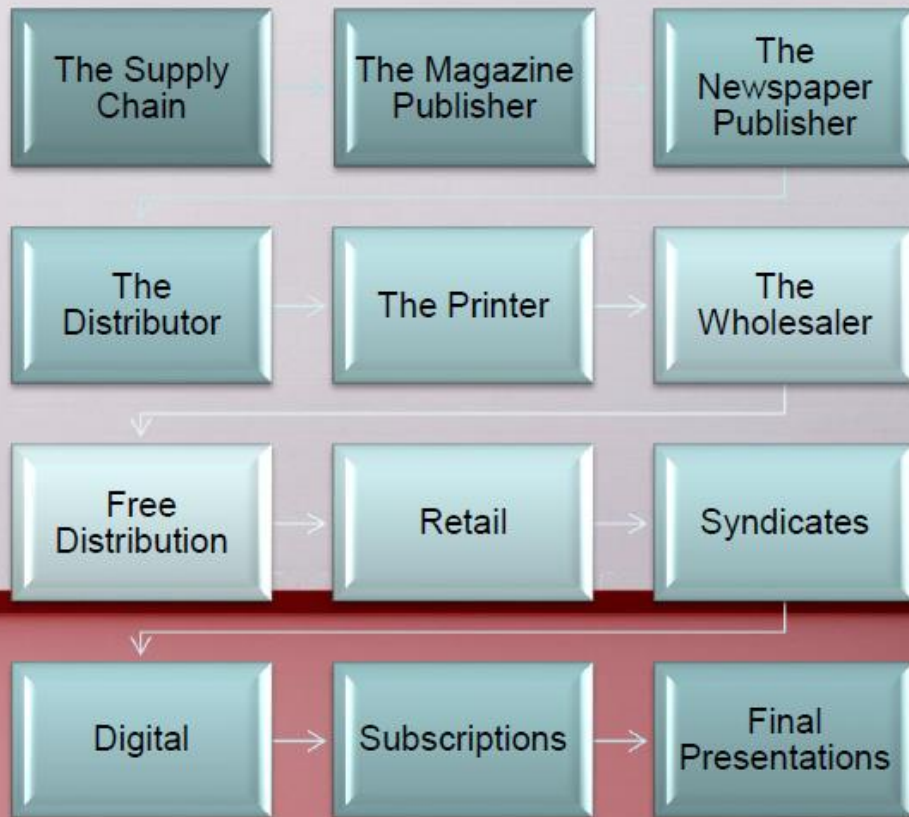 The Supply
Chain
The Magazine
Publisher
The
Newspaper
Publisher
The
Distributor
The Printer
The
Wholesaler
Free
Distribution
Retail
Syndicates
Digital
Subscriptions
Final
Presentations